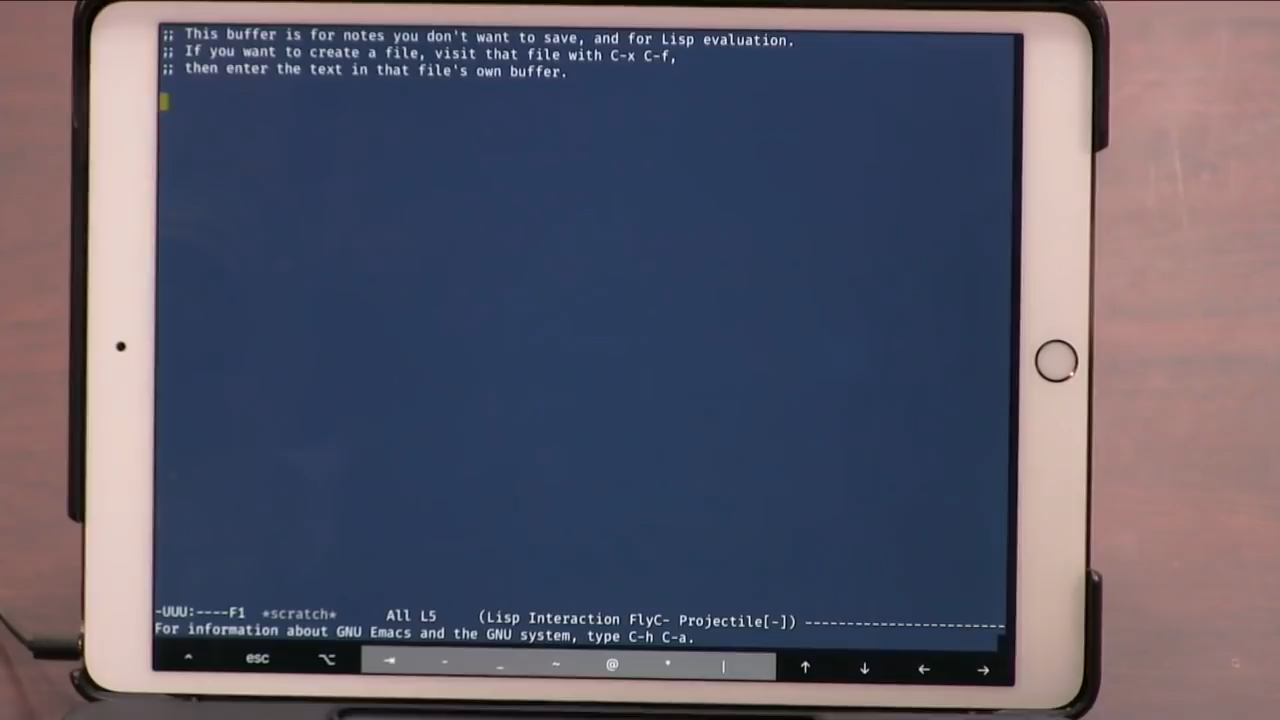 ;; This buffer is for notes you don't want to save, and for Lisp evaluation.
;; If you want to create a file, visit that file with C-x C-f,
;; then enter the text in that file's own buffer.
-UUU:----F1  *scratch*      All L5     (Lisp Interaction FlyC- Projectile[-]) ------------------------
For information about GNU Emacs and the GNU system, type C-h C-a.
^ esc ⌥ ⇥ - _ ~ @ * | ↑ ↓ ← →